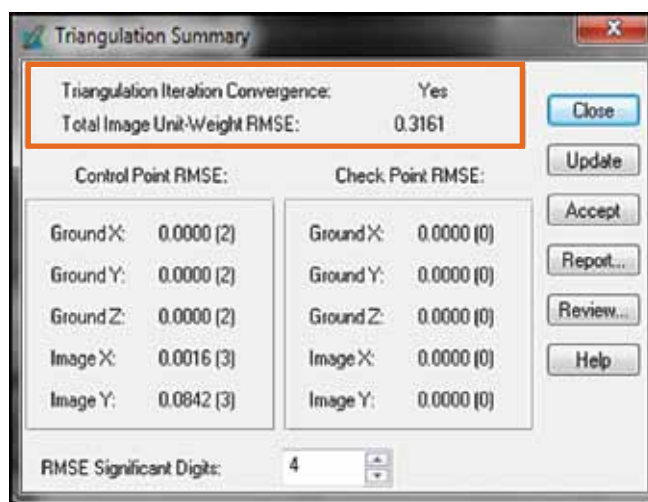 Triangulation Summary
Triangulation Iteration Convergence: Yes
Total Image Unit-Weight RMSE: 0.3161
Control Point RMSE: Check Point RMSE:
Ground X: 0.0000 (2) Ground X: 0.0000 (0)
Ground Y: 0.0000 (2) Ground Y: 0.0000 (0)
Ground Z: 0.0000 (2) Ground Z: 0.0000 (0)
Image X: 0.0016 (3) Image X: 0.0000 (0)
Image Y: 0.0842 (3) Image Y: 0.0000 (0)
RMSE Significant Digits: 4
Close
Update
Accept
Report...
Review...
Help